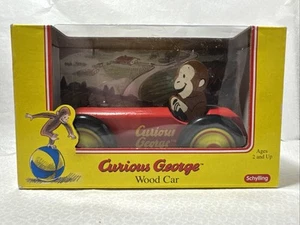 Curious
George
Ages
2 and Up
Curious George
Wood Car
Schylling